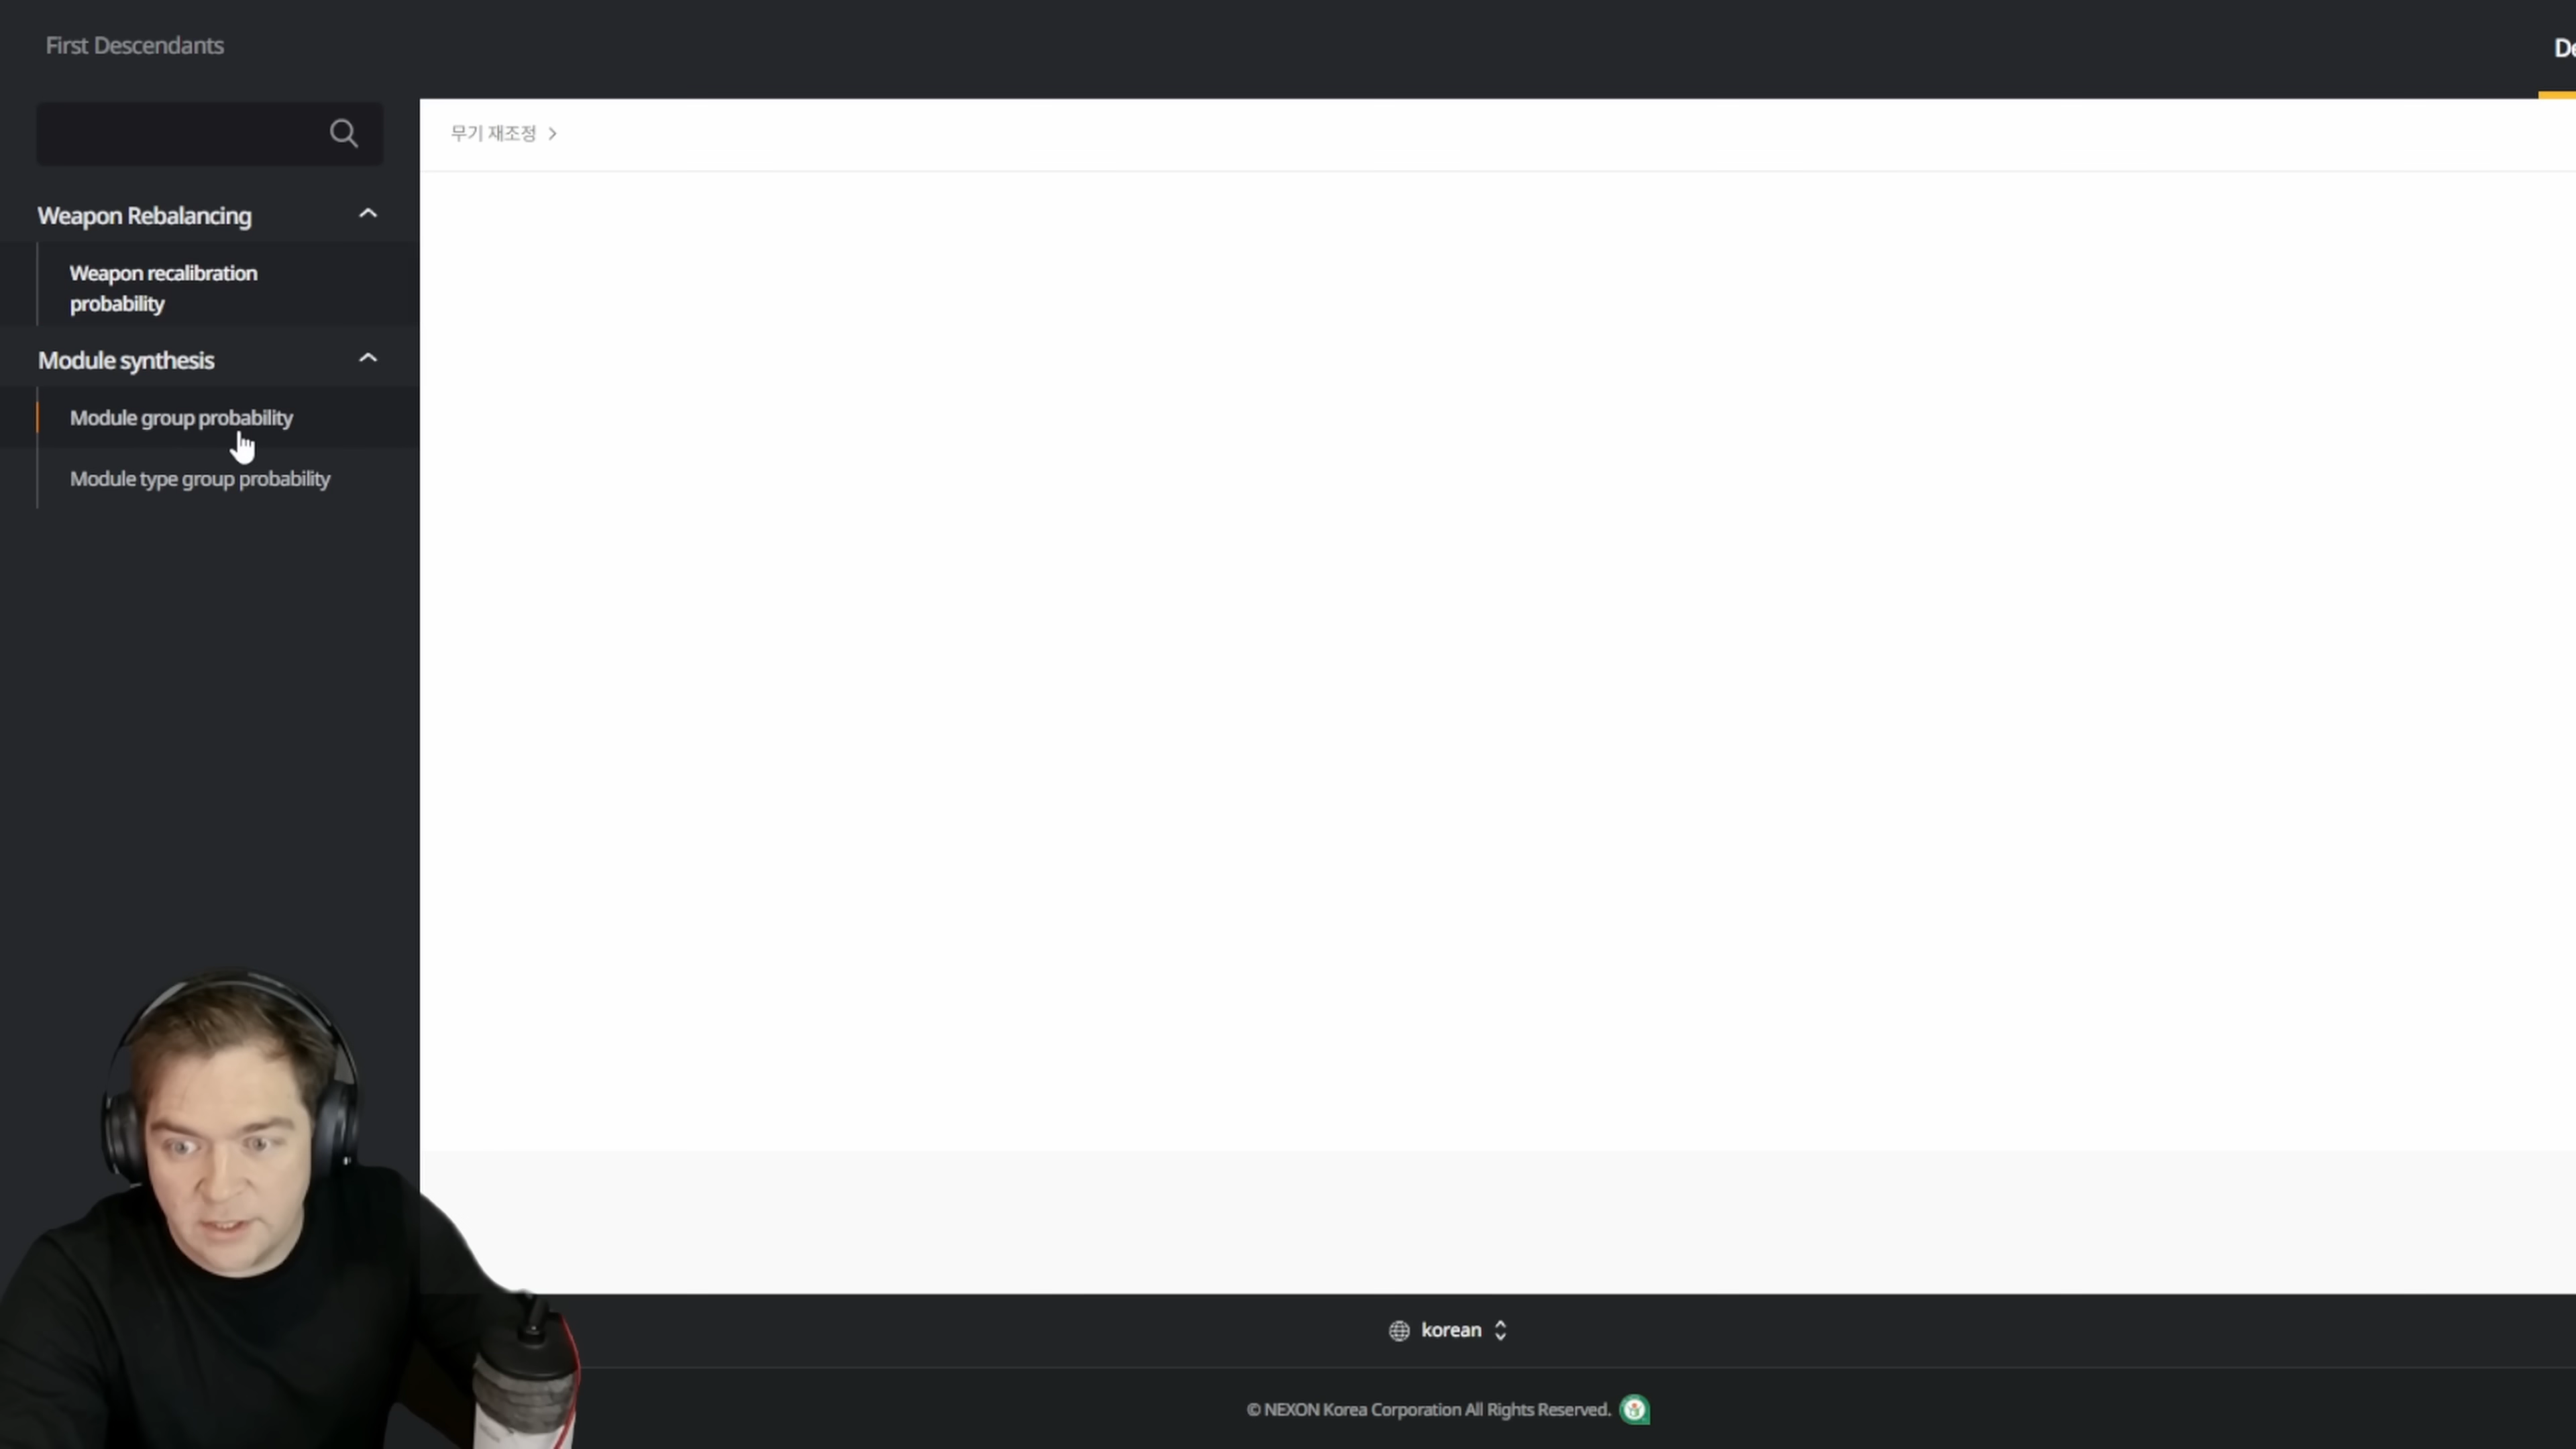 First Descendants
무기 재조정
Weapon Rebalancing
Weapon recalibration
probability
Module synthesis
Module group probability
Module type group probability
korean
© NEXON Korea Corporation All Rights Reserved.